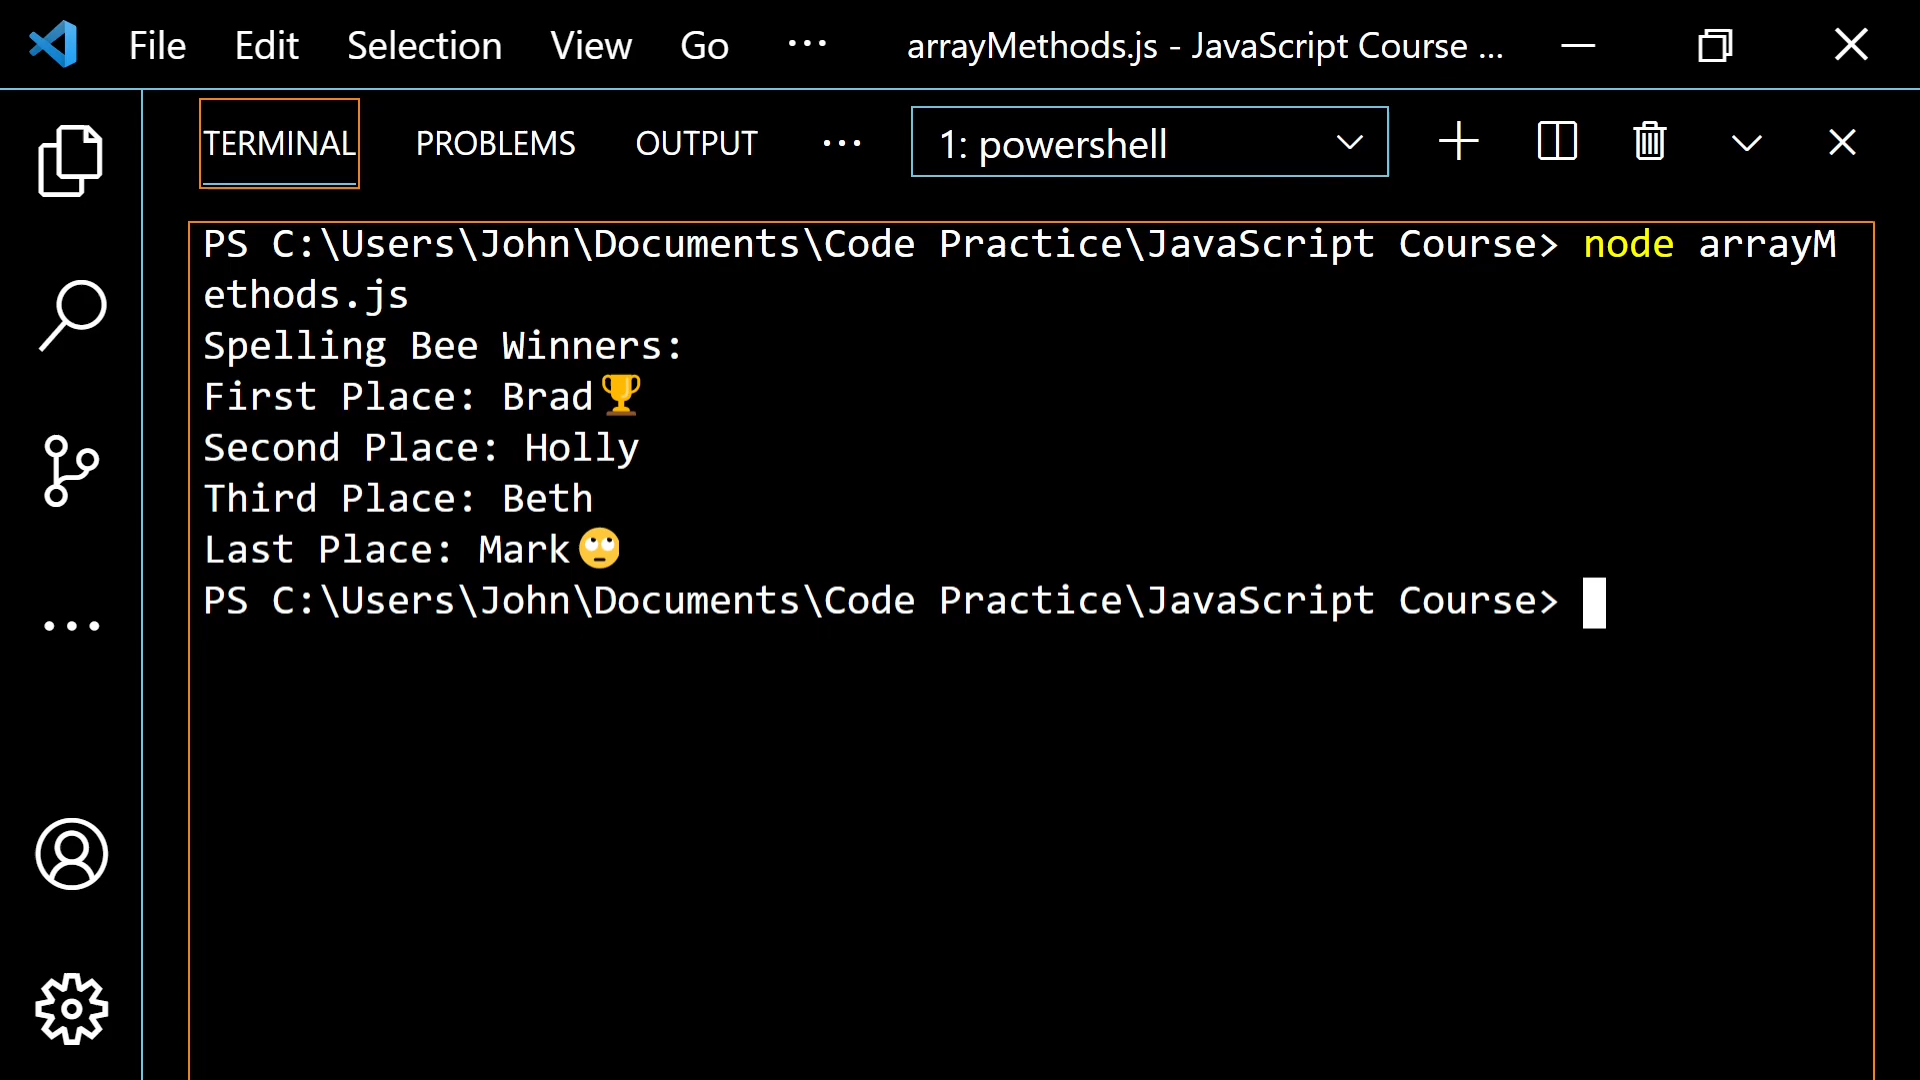 File Edit Selection View Go ··· arrayMethods.js - JavaScript Course ...
TERMINAL PROBLEMS OUTPUT ··· 1: powershell
PS C:\Users\John\Documents\Code Practice\JavaScript Course> node arrayM
ethods.js
Spelling Bee Winners:
First Place: Brad🏆
Second Place: Holly
Third Place: Beth
Last Place: Mark🙄
PS C:\Users\John\Documents\Code Practice\JavaScript Course>